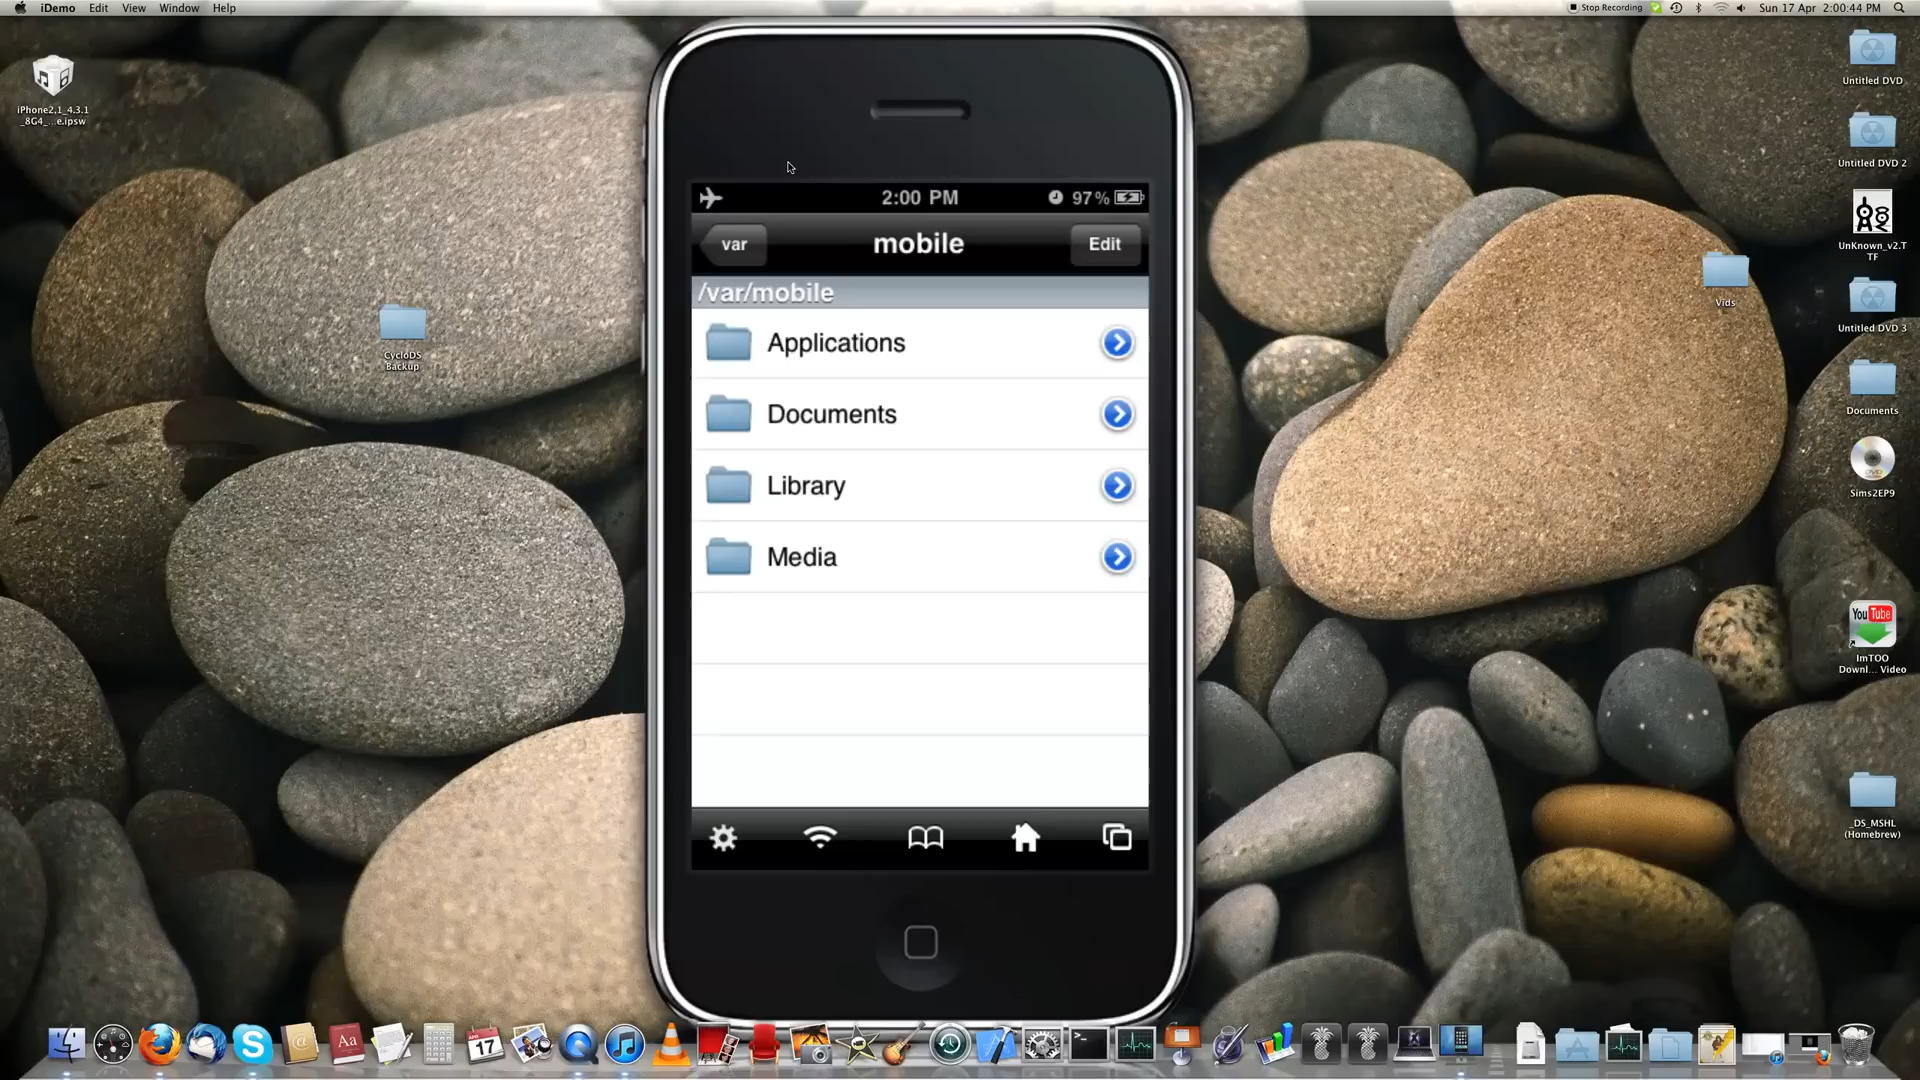 iDemo Edit View Window Help
Stop Recording
Sun 17 Apr 2:00:44 PM
iPhone2,1_4.3.1
_8G4_...e.ipsw
CycloDS
Backup
2:00 PM
97%
var
mobile
Edit
/var/mobile
Applications
Documents
Library
Media
Untitled DVD
Untitled DVD 2
UnKnown_v2.T
TF
Vids
Untitled DVD 3
Documents
DVD
Sims2EP9
You Tube
ImTOO
Downl... Video
_DS_MSHL
(Homebrew)
Aa
17